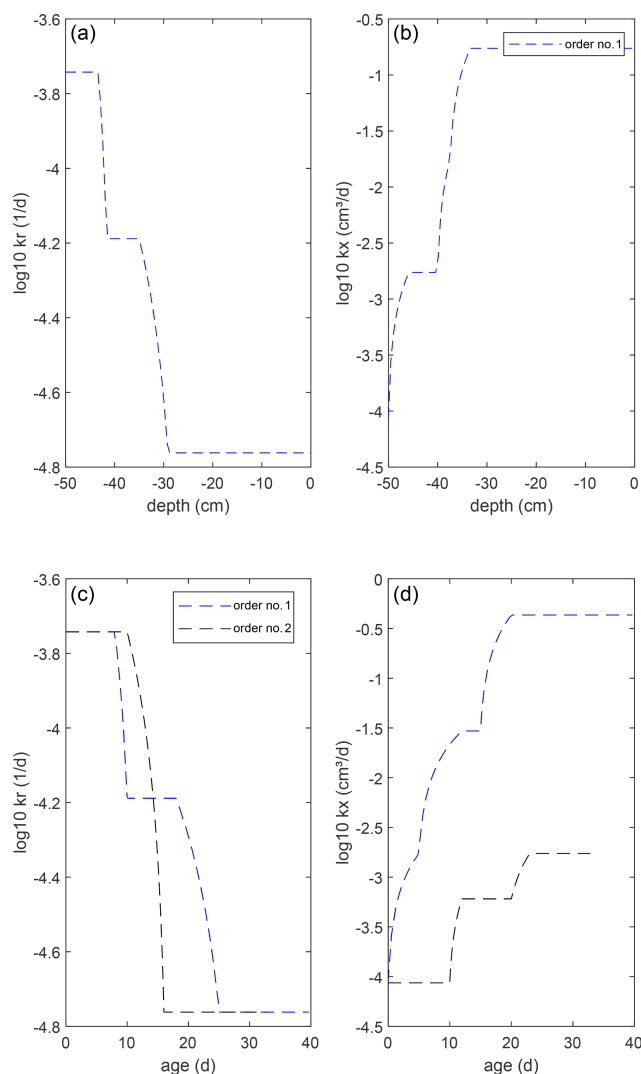 (a)
log10 kr (1/d)
-3.6
-3.8
-4
-4.2
-4.4
-4.6
-4.8
-50 -40 -30 -20 -10 0
depth (cm)
(b)
order no.1
log10 kx (cm³/d)
-0.5
-1
-1.5
-2
-2.5
-3
-3.5
-4
-4.5
-50 -40 -30 -20 -10 0
depth (cm)
(c)
order no.1
order no.2
log10 kr (1/d)
-3.6
-3.8
-4
-4.2
-4.4
-4.6
-4.8
0 10 20 30 40
age (d)
(d)
log10 kx (cm³/d)
0
-0.5
-1
-1.5
-2
-2.5
-3
-3.5
-4
-4.5
0 10 20 30 40
age (d)